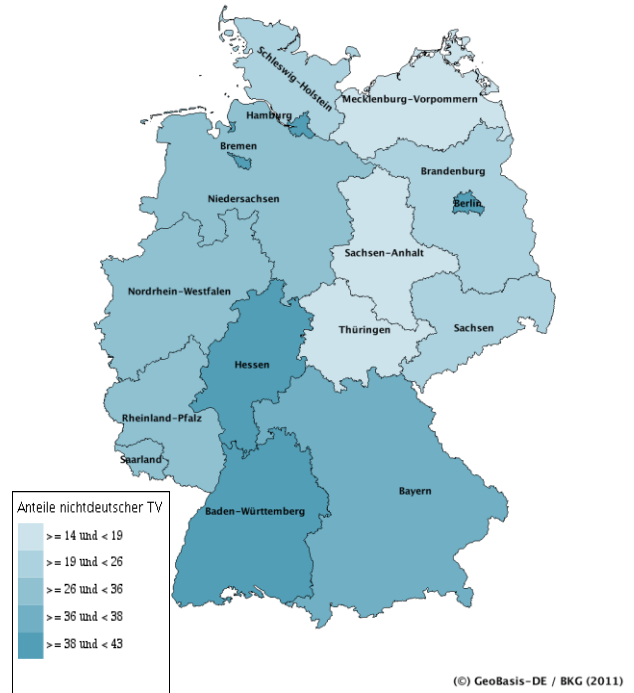 Schleswig-Holstein
Mecklenburg-Vorpommern
Hamburg
Bremen
Brandenburg
Niedersachsen
Berlin
Sachsen-Anhalt
Nordrhein-Westfalen
Thüringen
Sachsen
Hessen
Rheinland-Pfalz
Saarland
Bayern
Baden-Württemberg
Anteile nichtdeutscher TV
>= 14 und < 19
>= 19 und < 26
>= 26 und < 36
>= 36 und < 38
>= 38 und < 43
(c) GeoBasis-DE / BKG (2011)